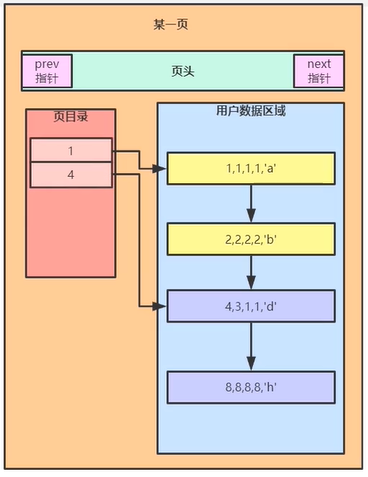 某一页
prev
指针
页头
next
指针
页目录
1
4
用户数据区域
1,1,1,1,'a'
2,2,2,2,'b'
4,3,1,1,'d'
8,8,8,8,'h'